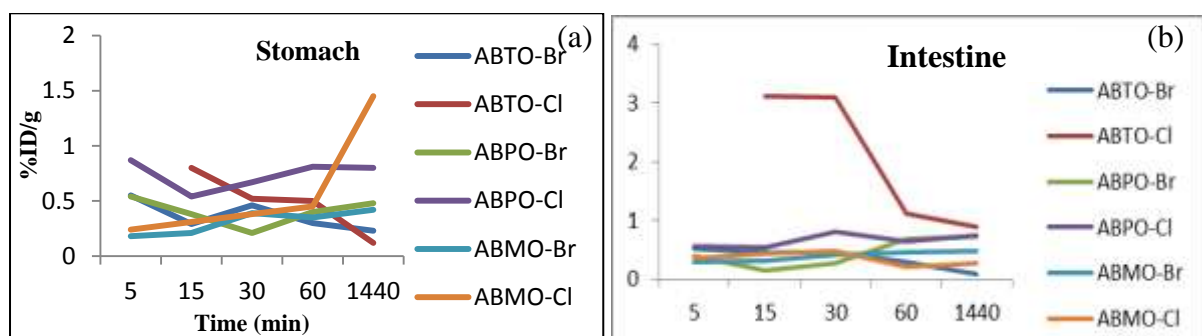 Stomach
(a)
%ID/g
2
1.5
1
0.5
0
5 15 30 60 1440
Time (min)
ABTO-Br
ABTO-Cl
ABPO-Br
ABPO-Cl
ABMO-Br
ABMO-Cl
Intestine
(b)
4
3
2
1
0
5 15 30 60 1440
ABTO-Br
ABTO-Cl
ABPO-Br
ABPO-Cl
ABMO-Br
ABMO-Cl